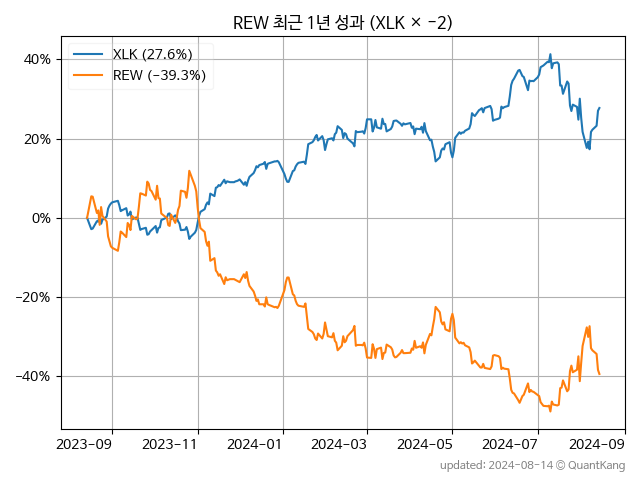 REW 최근 1년 성과 (XLK × −2)
XLK (27.6%)
REW (−39.3%)
40%
20%
0%
−20%
−40%
2023-09 2023-11 2024-01 2024-03 2024-05 2024-07 2024-09
updated: 2024-08-14 © QuantKang